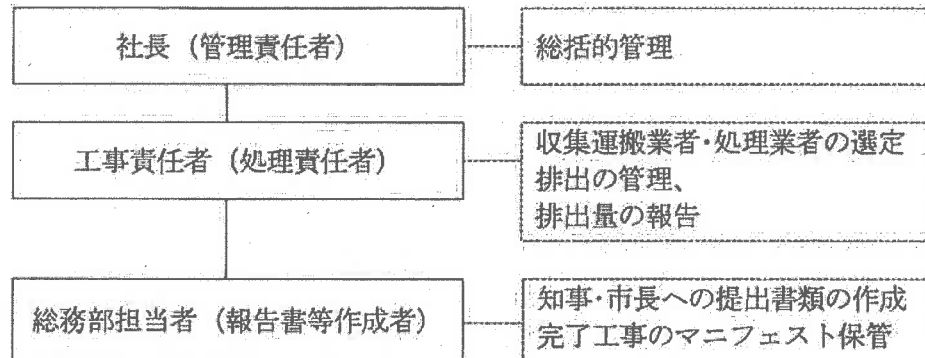 社長（管理責任者）
総括的管理
工事責任者（処理責任者）
収集運搬業者・処理業者の選定
排出の管理、
排出量の報告
総務部担当者（報告書等作成者）
知事・市長への提出書類の作成
完了工事のマニフェスト保管